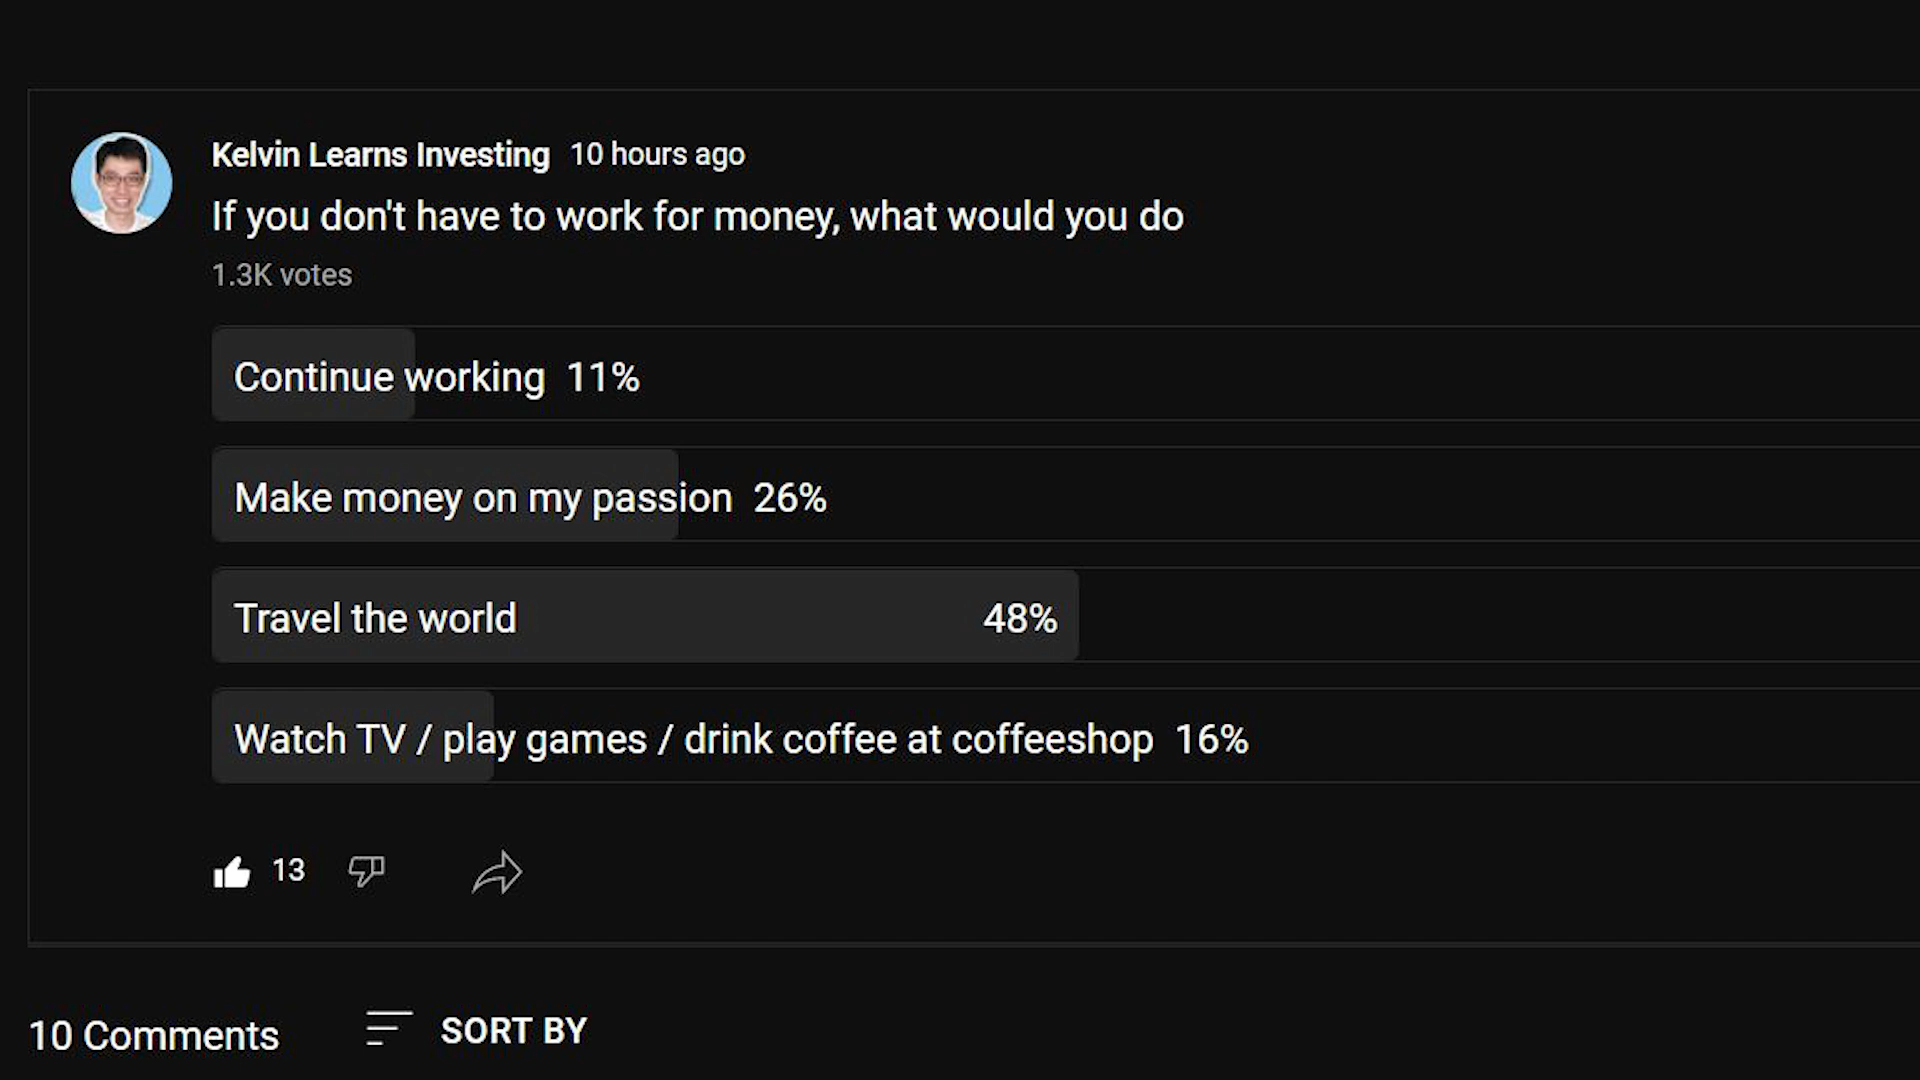 Kelvin Learns Investing 10 hours ago
If you don't have to work for money, what would you do
1.3K votes
Continue working 11%
Make money on my passion 26%
Travel the world 48%
Watch TV / play games / drink coffee at coffeeshop 16%
13
10 Comments SORT BY